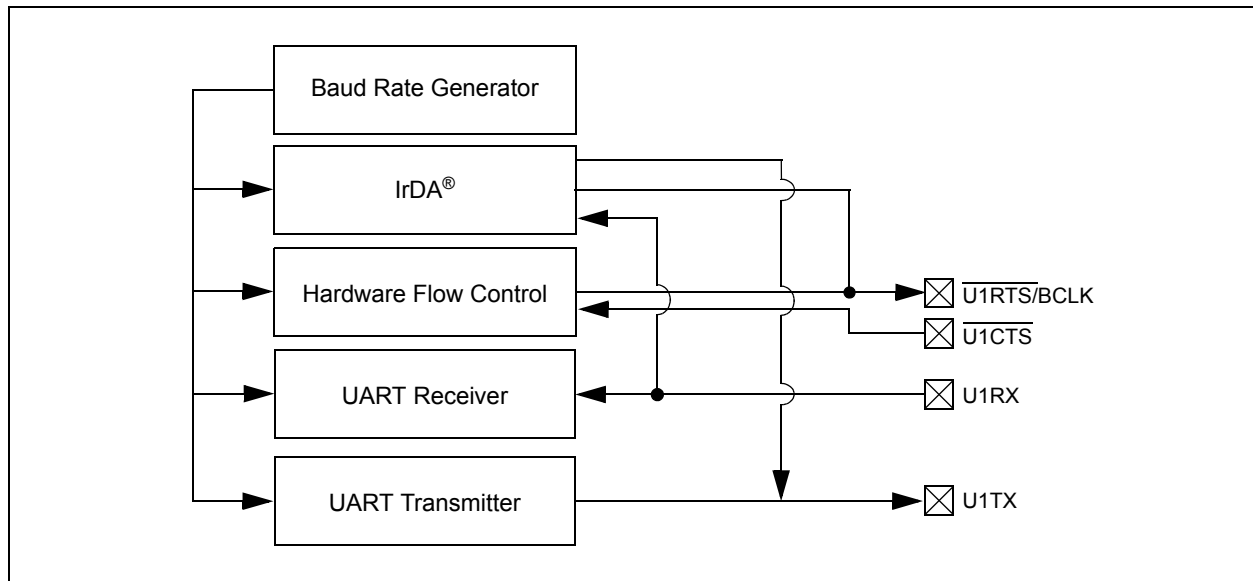 Baud Rate Generator
IrDA®
Hardware Flow Control
U1RTS/BCLK
U1CTS
UART Receiver
U1RX
UART Transmitter
U1TX